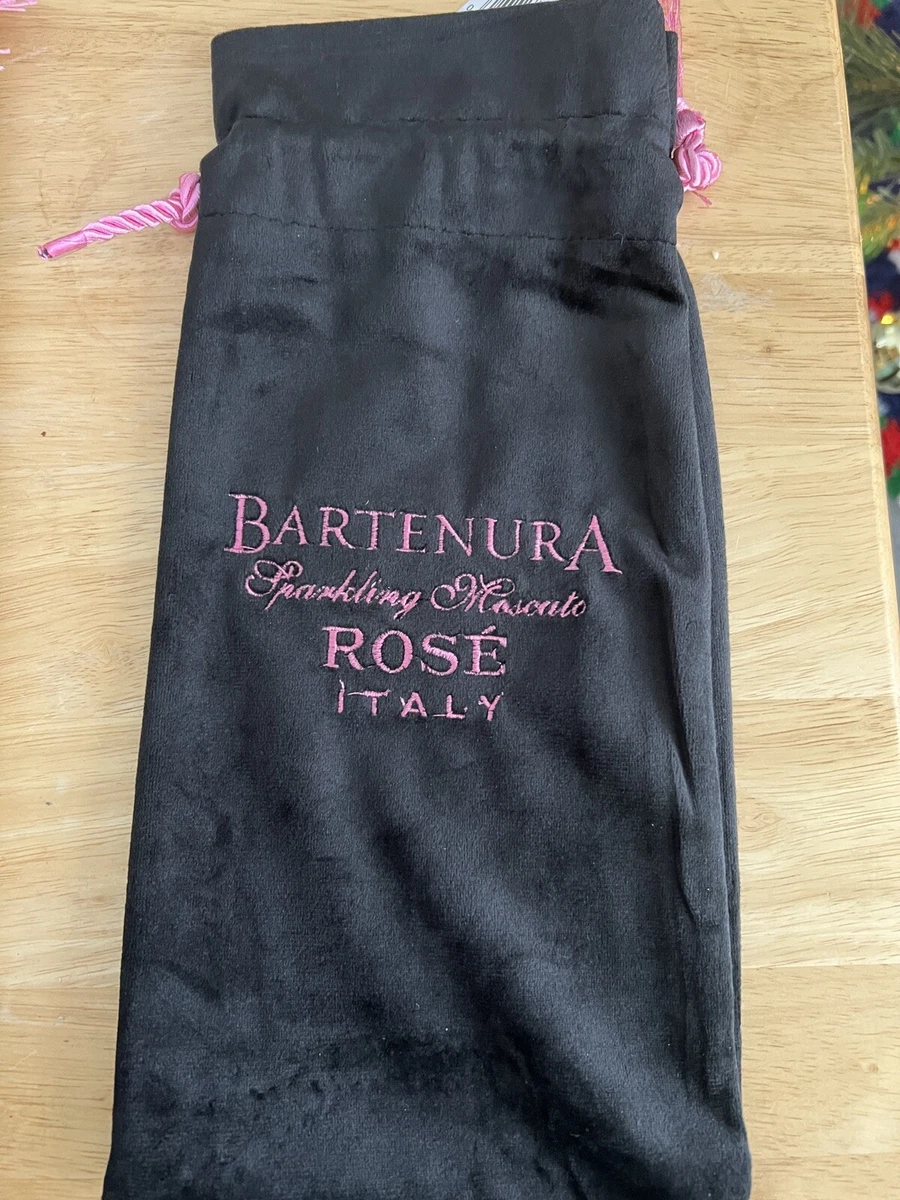 BARTENURA
Sparkling Moscato
ROSÉ
ITALY